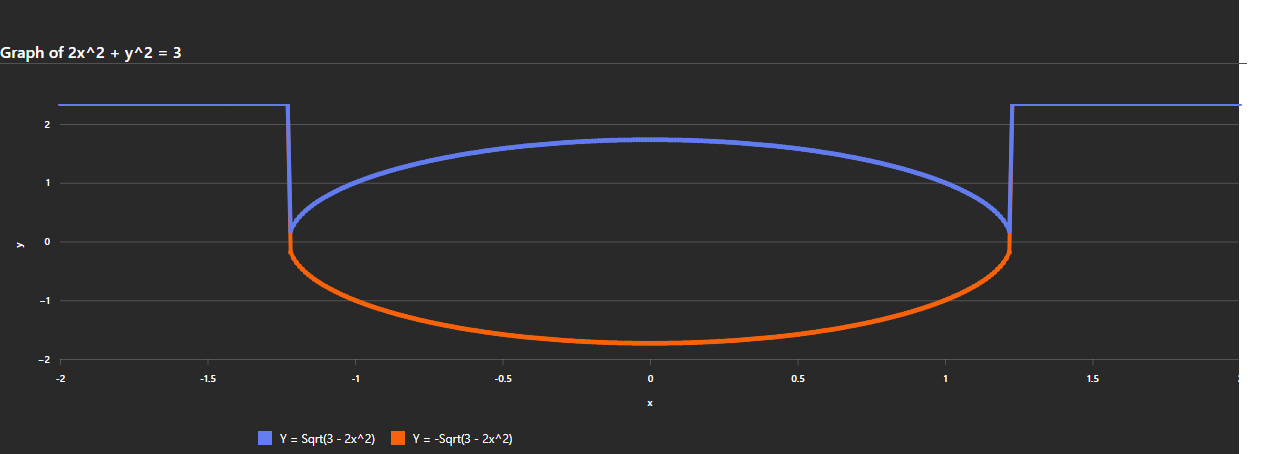 Graph of 2x^2 + y^2 = 3
2
1
0
-1
-2
y
-2 -1.5 -1 -0.5 0 0.5 1 1.5
x
Y = Sqrt(3 - 2x^2) Y = -Sqrt(3 - 2x^2)